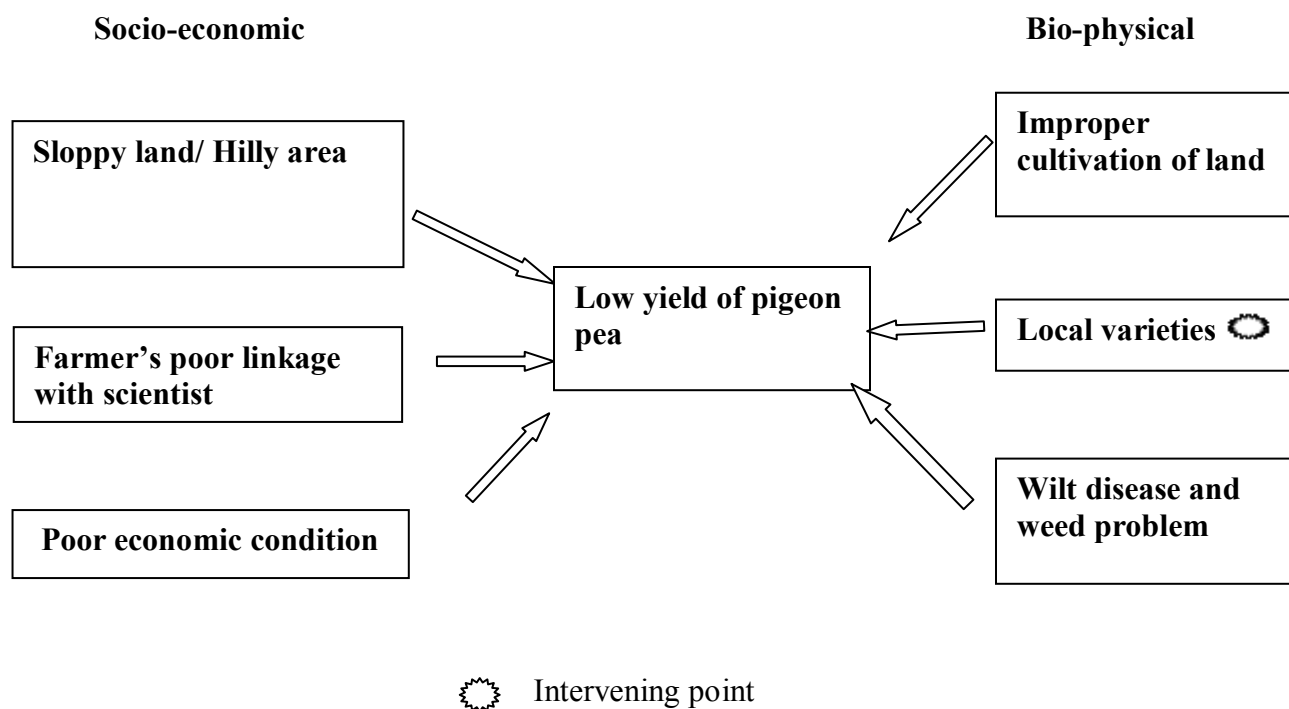 Socio-economic
Bio-physical
Sloppy land/ Hilly area
Farmer's poor linkage
with scientist
Poor economic condition
Low yield of pigeon
pea
Improper
cultivation of land
Local varieties
Wilt disease and
weed problem
Intervening point